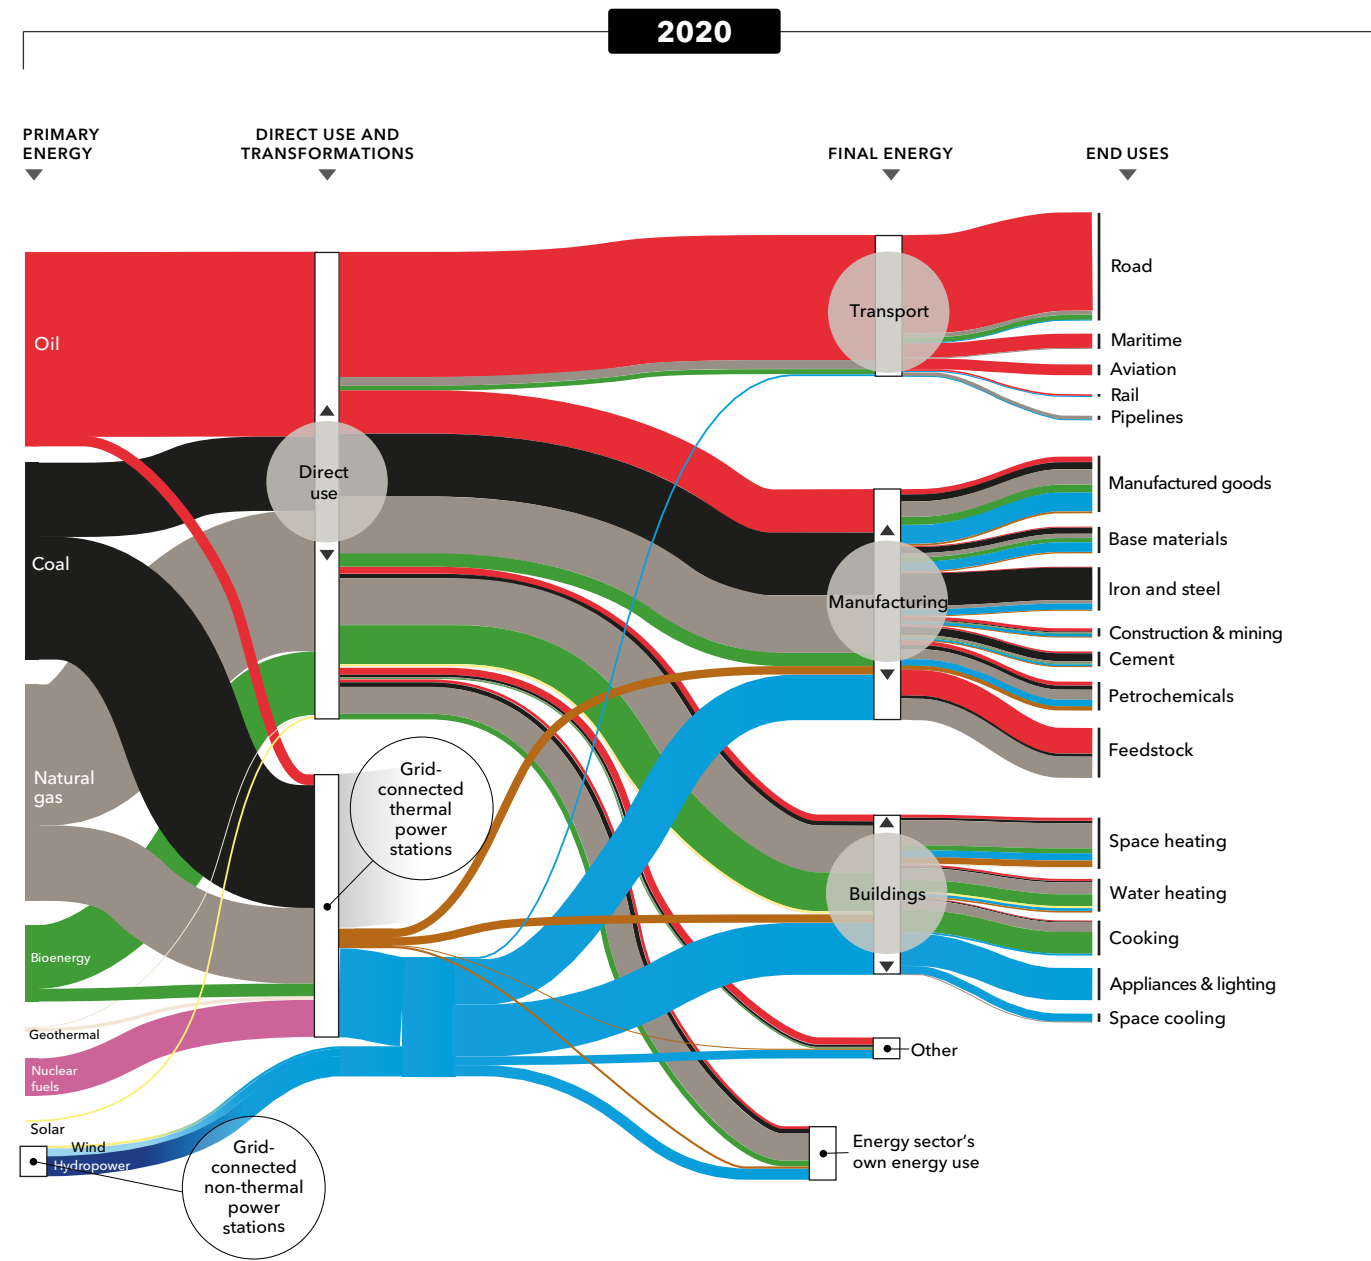 2020
PRIMARY
ENERGY
DIRECT USE AND
TRANSFORMATIONS
FINAL ENERGY
END USES
Oil
Coal
Natural
gas
Bioenergy
Geothermal
Nuclear
fuels
Solar
Wind
Hydropower
Direct
use
Grid-
connected
thermal
power
stations
Grid-
connected
non-thermal
power
stations
Transport
Manufacturing
Buildings
Other
Energy sector's
own energy use
Road
Maritime
Aviation
Rail
Pipelines
Manufactured goods
Base materials
Iron and steel
Construction & mining
Cement
Petrochemicals
Feedstock
Space heating
Water heating
Cooking
Appliances & lighting
Space cooling